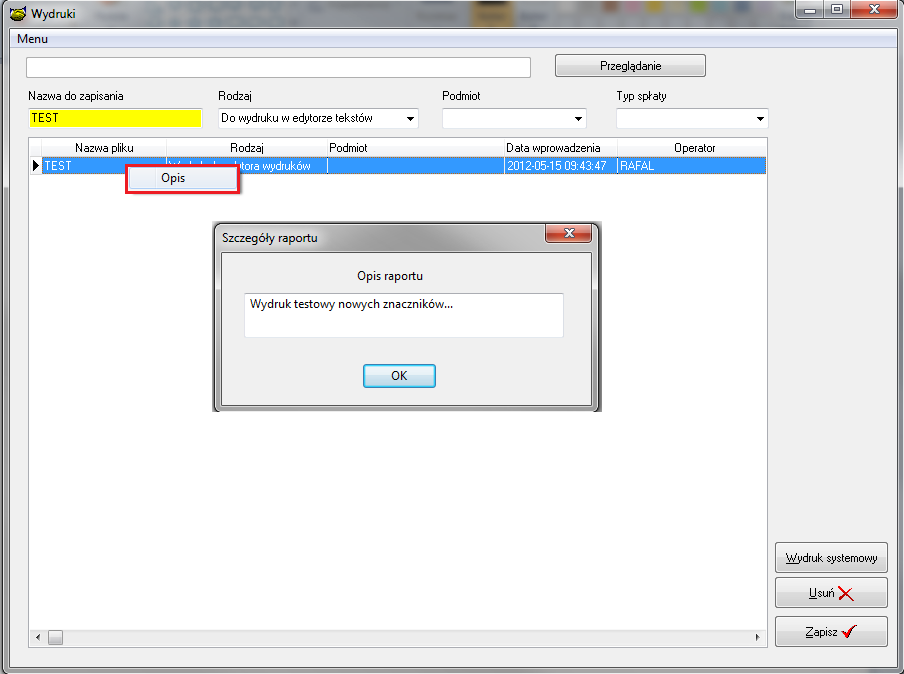 Wydruki
Menu
Przeglądanie
Nazwa do zapisania Rodzaj Podmiot Typ spłaty
TEST Do wydruku w edytorze tekstów
Nazwa pliku Rodzaj Podmiot Data wprowadzenia Operator
TEST wydruków 2012-05-15 09:43:47 RAFAL
Opis
Szczegóły raportu
Opis raportu
Wydruk testowy nowych znaczników...
OK
Wydruk systemowy
Usuń
Zapisz